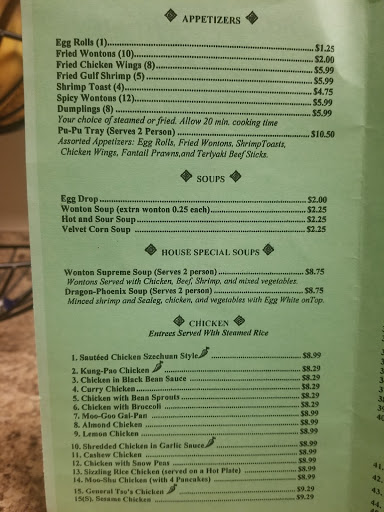 APPETIZERS
Egg Rolls (1) $1.25
Fried Wontons (10) $2.00
Fried Chicken Wings (8) $5.99
Fried Gulf Shrimp (5) $5.99
Shrimp Toast (4) $4.75
Spicy Wontons (12) $5.99
Dumplings (8) $5.99
Your choice of steamed or fried. Allow 20 min. cooking time
Pu-Pu Tray (Serves 2 Person) $10.50
Assorted Appetizers: Egg Rolls, Fried Wontons, ShrimpToasts,
Chicken Wings, Fantail Prawns,and Teriyaki Beef Sticks.
SOUPS
Egg Drop $2.00
Wonton Soup (extra wonton 0.25 each) $2.25
Hot and Sour Soup $2.25
Velvet Corn Soup $2.25
HOUSE SPECIAL SOUPS
Wonton Supreme Soup (Serves 2 person) $8.75
Wontons Served with Chicken, Beef, Shrimp, and mixed vegetables.
Dragon-Phoenix Soup (Serves 2 person) $8.75
Minced shrimp and Sealeg, chicken, and vegetables with Egg White onTop.
CHICKEN
Entrees Served With Steamed Rice
1. Sautéed Chicken Szechuan Style $8.99
2. Kung-Pao Chicken $8.29
3. Chicken in Black Bean Sauce $8.29
4. Curry Chicken $8.29
5. Chicken with Bean Sprouts $8.29
6. Chicken with Broccoli $8.29
7. Moo-Goo Gai-Pan $8.99
8. Almond Chicken $8.99
9. Lemon Chicken $8.99
10. Shredded Chicken in Garlic Sauce $8.99
11. Cashew Chicken $8.99
12. Chicken with Snow Peas $8.99
13. Sizzling Rice Chicken (served on a Hot Plate) $8.99
14. Moo-Shu Chicken (with 4 Pancakes) $8.99
15. General Tsu's Chicken $9.29
15(S). Sesame Chicken $9.29
41.
42.
43.
44.